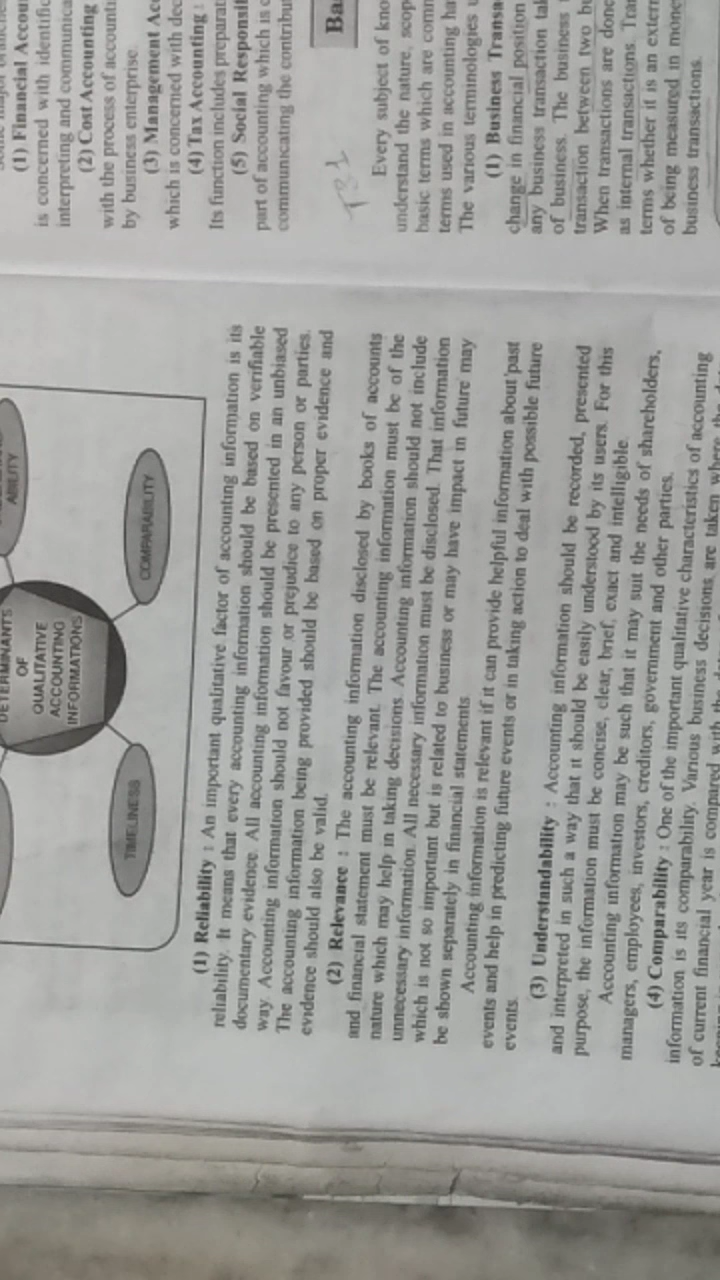 ABILITY
DETERMINANTS
OF
QUALITATIVE
ACCOUNTING
INFORMATIONS
TIMELINESS
COMPARABILITY
(1) Reliability : An important qualitative factor of accounting information is its
reliability. It means that every accounting information should be based on verifiable
documentary evidence. All accounting information should be presented in an unbiased
way. Accounting information should not favour or prejudice to any person or parties.
The accounting information being provided should be based on proper evidence and
evidence should also be valid.
(2) Relevance : The accounting information disclosed by books of accounts
and financial statement must be relevant. The accounting information must be of the
nature which may help in taking decisions. Accounting information should not include
unnecessary information. All necessary information must be disclosed. That information
which is not so important but is related to business or may have impact in future may
be shown separately in financial statements
Accounting information is relevant if it can provide helpful information about past
events and help in predicting future events or in taking action to deal with possible future
events.
(3) Understandability : Accounting information should be recorded, presented
and interpreted in such a way that it should be easily understood by its users. For this
purpose, the information must be concise, clear, brief, exact and intelligible.
Accounting information may be such that it may suit the needs of shareholders,
managers, employees, investors, creditors, government and other parties.
(4) Comparability : One of the important qualitative characteristics of accounting
information is its comparability. Various business decisions are taken where
of current financial year is compared with
(1) Financial Accoun
is concerned with identific
interpreting and communica
(2) Cost Accounting
with the process of accounti
by business enterprise.
(3) Management Ac
which is concerned with dec
(4) Tax Accounting :
Its function includes preparat
(5) Social Responsi
part of accounting which is c
communicating the contribut
Ba
Every subject of kno
understand the nature, scop
basic terms which are comm
terms used in accounting ha
The various terminologies u
(1) Business Transa
change in financial position
any business transaction tak
of business. The business
transaction between two bu
When transactions are done
as internal transactions. Tra
terms whether it is an extern
of being measured in mone
business transactions.